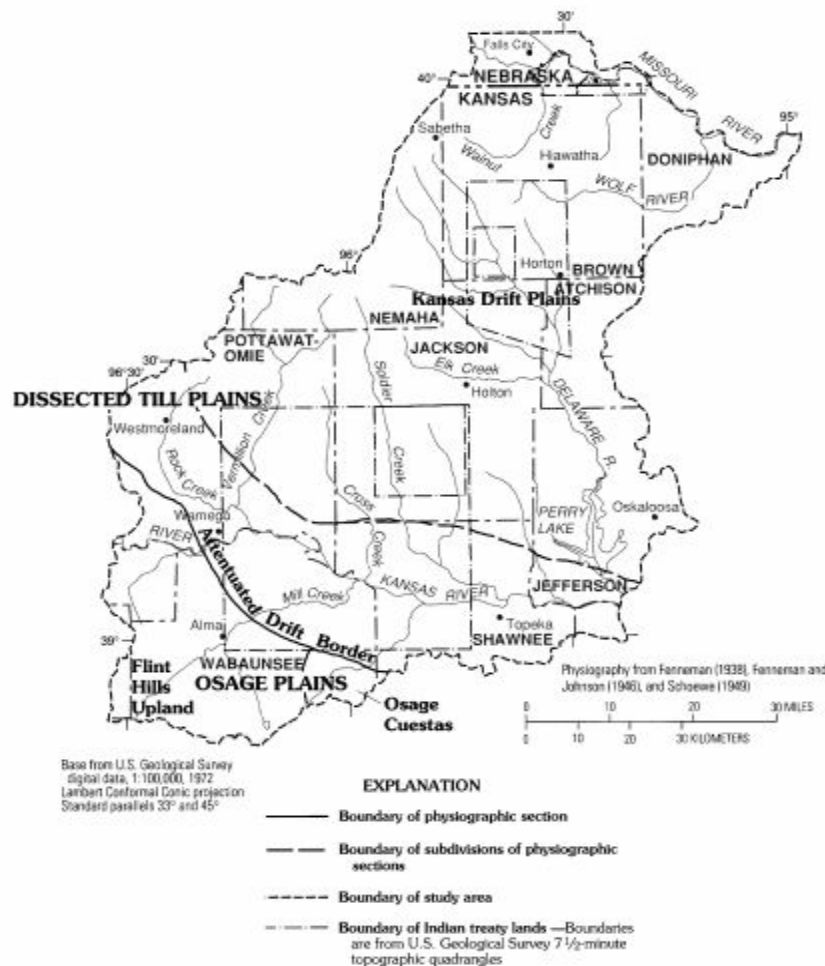 30'
Falls City
40°
NEBRASKA
KANSAS
MISSOURI
RIVER
95°
Sabetha
Walnut
Creek
Hiawatha
DONIPHAN
WOLF
RIVER
96°
Horton
BROWN
ATCHISON
Kansas Drift Plains
NEMAHA
POTTAWAT-
OMIE
JACKSON
30'
96°30'
Elk Creek
Soldier
Creek
Holton
DELAWARE R.
DISSECTED TILL PLAINS
Westmoreland
Vermillion Creek
Rock Creek
Cross
Creek
PERRY
LAKE
Oskaloosa
Wamego
RIVER
Attentuated Drift Border
JEFFERSON
KANSAS RIVER
Mill Creek
Topeka
39°
Alma
SHAWNEE
WABAUNSEE
Flint
Hills
Upland
OSAGE PLAINS
Osage
Cuestas
Physiography from Fenneman (1938), Fenneman and
Johnson (1946), and Schoewe (1949)
0 10 20 30 MILES
0 10 20 30 KILOMETERS
Base from U.S. Geological Survey
digital data, 1:100,000, 1972
Lambert Conformal Conic projection
Standard parallels 33° and 45°
EXPLANATION
Boundary of physiographic section
Boundary of subdivisions of physiographic
sections
Boundary of study area
Boundary of Indian treaty lands —Boundaries
are from U.S. Geological Survey 7 1/2-minute
topographic quadrangles